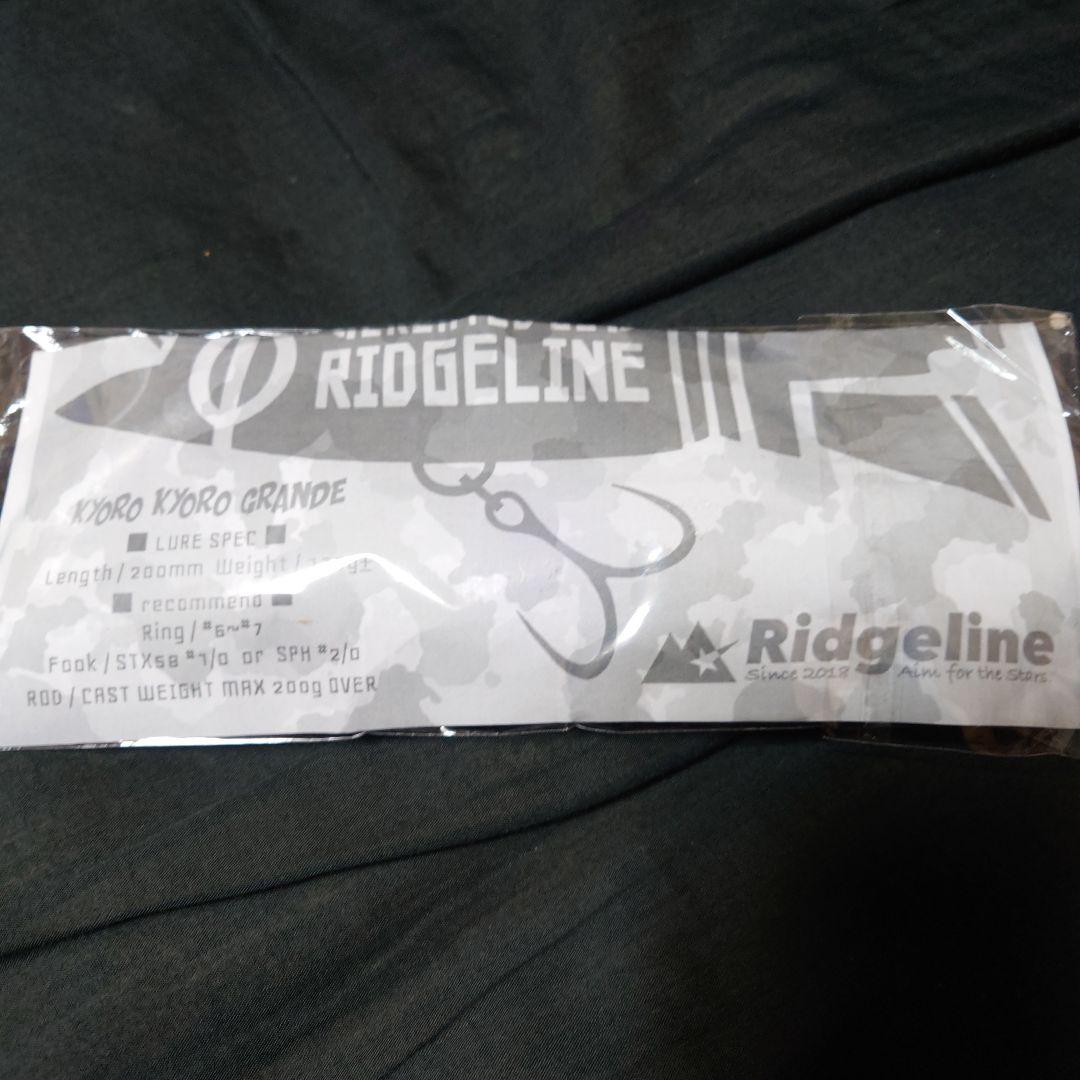 RIDGELINE
KYORO KYORO GRANDE
LURE SPEC
Length/200mm Weight/
recommend
Ring/#6~#7
Fook/STX58 #1/0 or SPH #2/0
ROD/CAST WEIGHT MAX 200g OVER
Ridgeline
Since 2018 Aim for the Stars